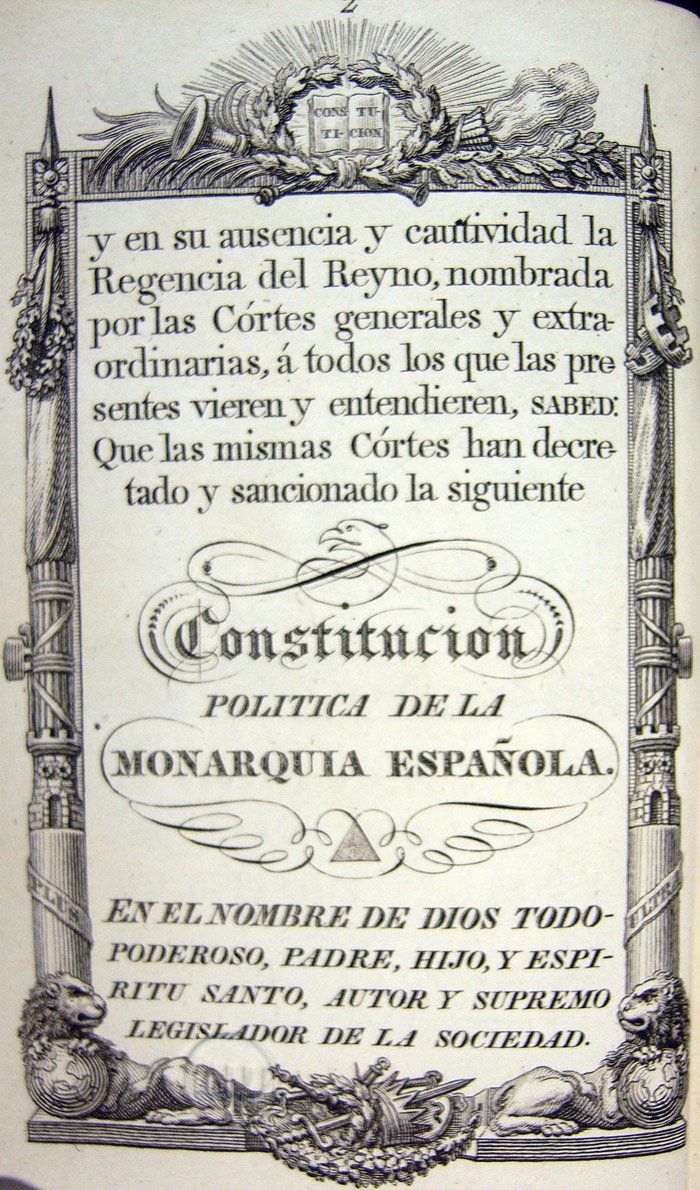 2
CONS TU-
TI- CION
y en su ausencia y cautividad la
Regencia del Reyno, nombrada
por las Córtes generales y extra-
ordinarias, á todos los que las pre-
sentes vieren y entendieren, SABED:
Que las mismas Córtes han decre-
tado y sancionado la siguiente
Constitucion
POLITICA DE LA
MONARQUIA ESPAÑOLA.
PLUS
ULTRA
EN EL NOMBRE DE DIOS TODO-
PODEROSO, PADRE, HIJO, Y ESPI-
RITU SANTO, AUTOR Y SUPREMO
LEGISLADOR DE LA SOCIEDAD.